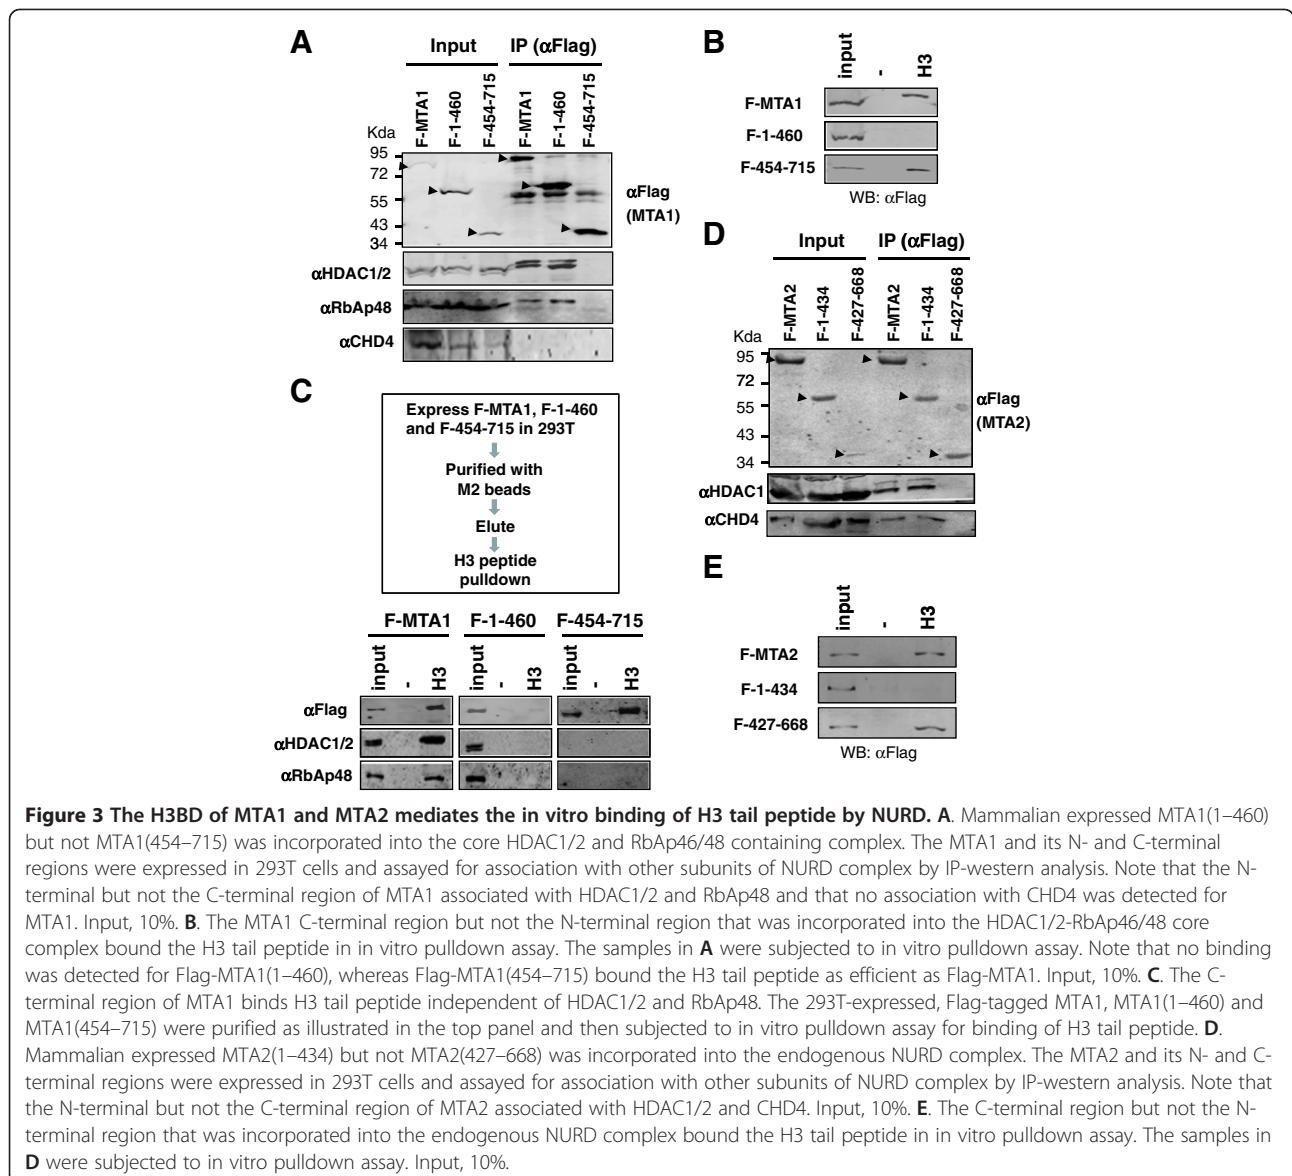 A
Input
IP (αFlag)
F-MTA1
F-1-460
F-454-715
F-MTA1
F-1-460
F-454-715
Kda
95
72
55
43
34
αFlag
(MTA1)
αHDAC1/2
αRbAp48
αCHD4
B
input
-
H3
F-MTA1
F-1-460
F-454-715
WB: αFlag
C
Express F-MTA1, F-1-460
and F-454-715 in 293T
Purified with
M2 beads
Elute
H3 peptide
pulldown
F-MTA1
F-1-460
F-454-715
input
-
H3
input
-
H3
input
-
H3
αFlag
αHDAC1/2
αRbAp48
D
Input
IP (αFlag)
F-MTA2
F-1-434
F-427-668
F-MTA2
F-1-434
F-427-668
Kda
95
72
55
43
34
αFlag
(MTA2)
αHDAC1
αCHD4
E
input
-
H3
F-MTA2
F-1-434
F-427-668
WB: αFlag
Figure 3 The H3BD of MTA1 and MTA2 mediates the in vitro binding of H3 tail peptide by NURD. A. Mammalian expressed MTA1(1–460)
but not MTA1(454–715) was incorporated into the core HDAC1/2 and RbAp46/48 containing complex. The MTA1 and its N- and C-terminal
regions were expressed in 293T cells and assayed for association with other subunits of NURD complex by IP-western analysis. Note that the N-
terminal but not the C-terminal region of MTA1 associated with HDAC1/2 and RbAp48 and that no association with CHD4 was detected for
MTA1. Input, 10%. B. The MTA1 C-terminal region but not the N-terminal region that was incorporated into the HDAC1/2-RbAp46/48 core
complex bound the H3 tail peptide in in vitro pulldown assay. The samples in A were subjected to in vitro pulldown assay. Note that no binding
was detected for Flag-MTA1(1–460), whereas Flag-MTA1(454–715) bound the H3 tail peptide as efficient as Flag-MTA1. Input, 10%. C. The C-
terminal region of MTA1 binds H3 tail peptide independent of HDAC1/2 and RbAp48. The 293T-expressed, Flag-tagged MTA1, MTA1(1–460) and
MTA1(454–715) were purified as illustrated in the top panel and then subjected to in vitro pulldown assay for binding of H3 tail peptide. D.
Mammalian expressed MTA2(1–434) but not MTA2(427–668) was incorporated into the endogenous NURD complex. The MTA2 and its N- and C-
terminal regions were expressed in 293T cells and assayed for association with other subunits of NURD complex by IP-western analysis. Note that
the N-terminal but not the C-terminal region of MTA2 associated with HDAC1/2 and CHD4. Input, 10%. E. The C-terminal region but not the N-
terminal region that was incorporated into the endogenous NURD complex bound the H3 tail peptide in in vitro pulldown assay. The samples in
D were subjected to in vitro pulldown assay. Input, 10%.